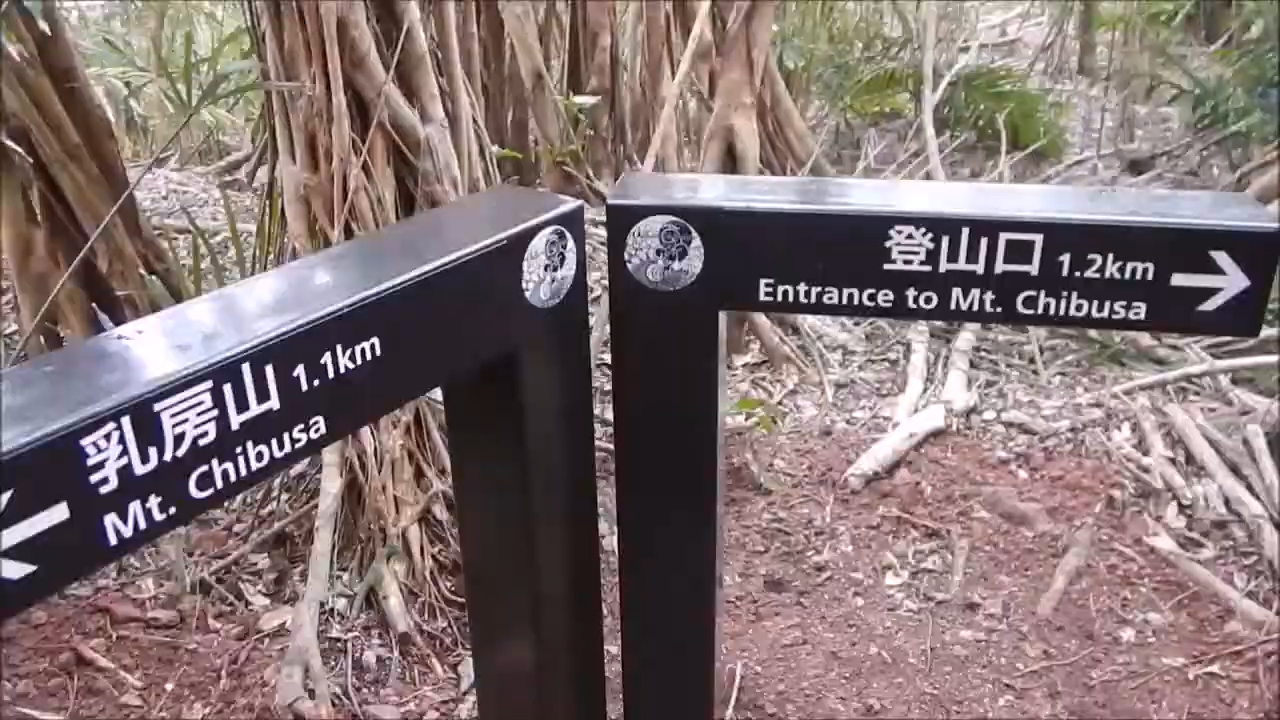 乳房山 1.1km
Mt. Chibusa
登山口 1.2km
Entrance to Mt. Chibusa